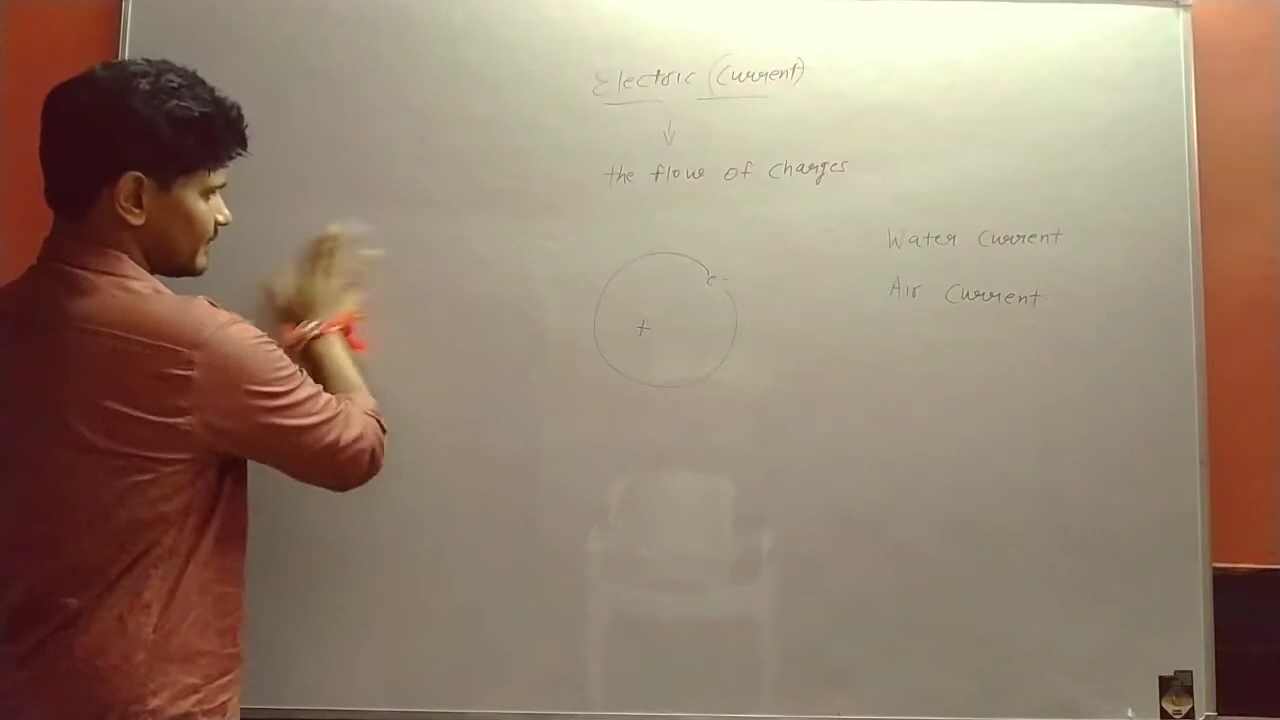 Electric (Current)
↓
the flow of charges
Water Current
Air Current
e-
+